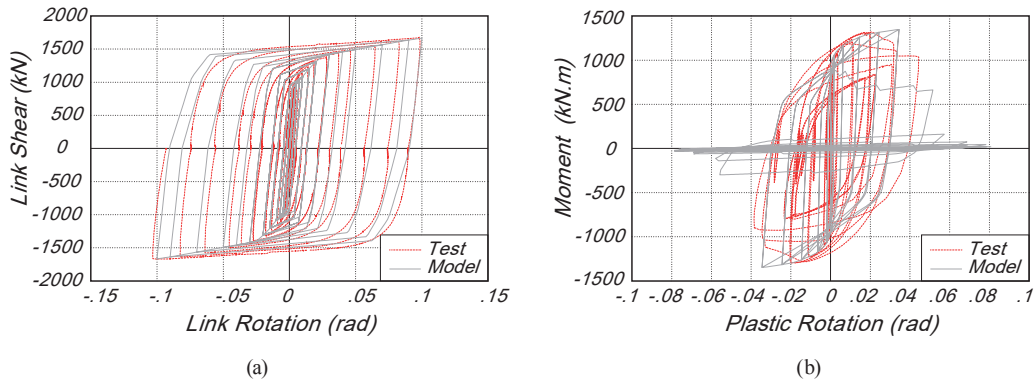 2000
1500
1000
500
0
-500
-1000
-1500
-2000
Link Shear (kN)
-.15 -.1 -.05 0 .05 .1 .15
Link Rotation (rad)
Test
Model
(a)
1500
1000
500
0
-500
-1000
-1500
Moment (kN.m)
-.1 -.08 -.06 -.04 -.02 0 .02 .04 .06 .08 .1
Plastic Rotation (rad)
Test
Model
(b)